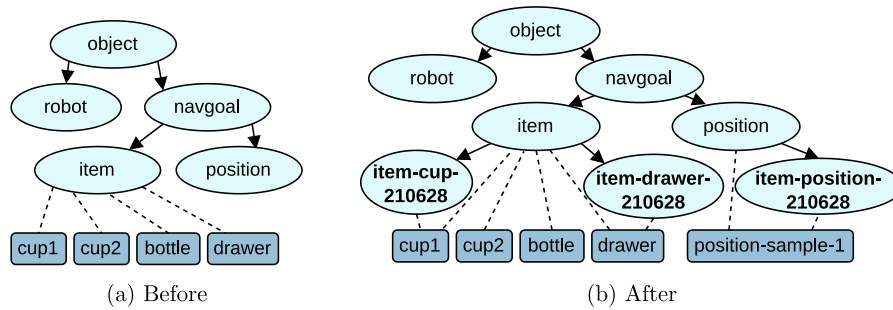 object
robot
navgoal
item
position
cup1
cup2
bottle
drawer
(a) Before
object
robot
navgoal
item
position
item-cup-
210628
item-drawer-
210628
item-position-
210628
cup1
cup2
bottle
drawer
position-sample-1
(b) After